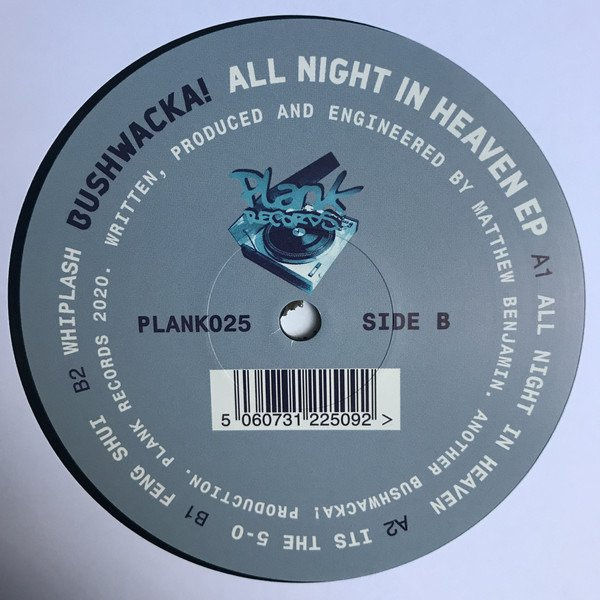 BUSHWACKA! ALL NIGHT IN HEAVEN EP A1 ALL NIGHT IN HEAVEN A2 ITS THE 5-0 B1 FENG SHUI B2 WHIPLASH
WRITTEN, PRODUCED AND ENGINEERED BY MATTHEW BENJAMIN. ANOTHER BUSHWACKA! PRODUCTION. PLANK RECORDS 2020.
Plank
RECORDS
PLANK025
SIDE B
5 060731 225092 >